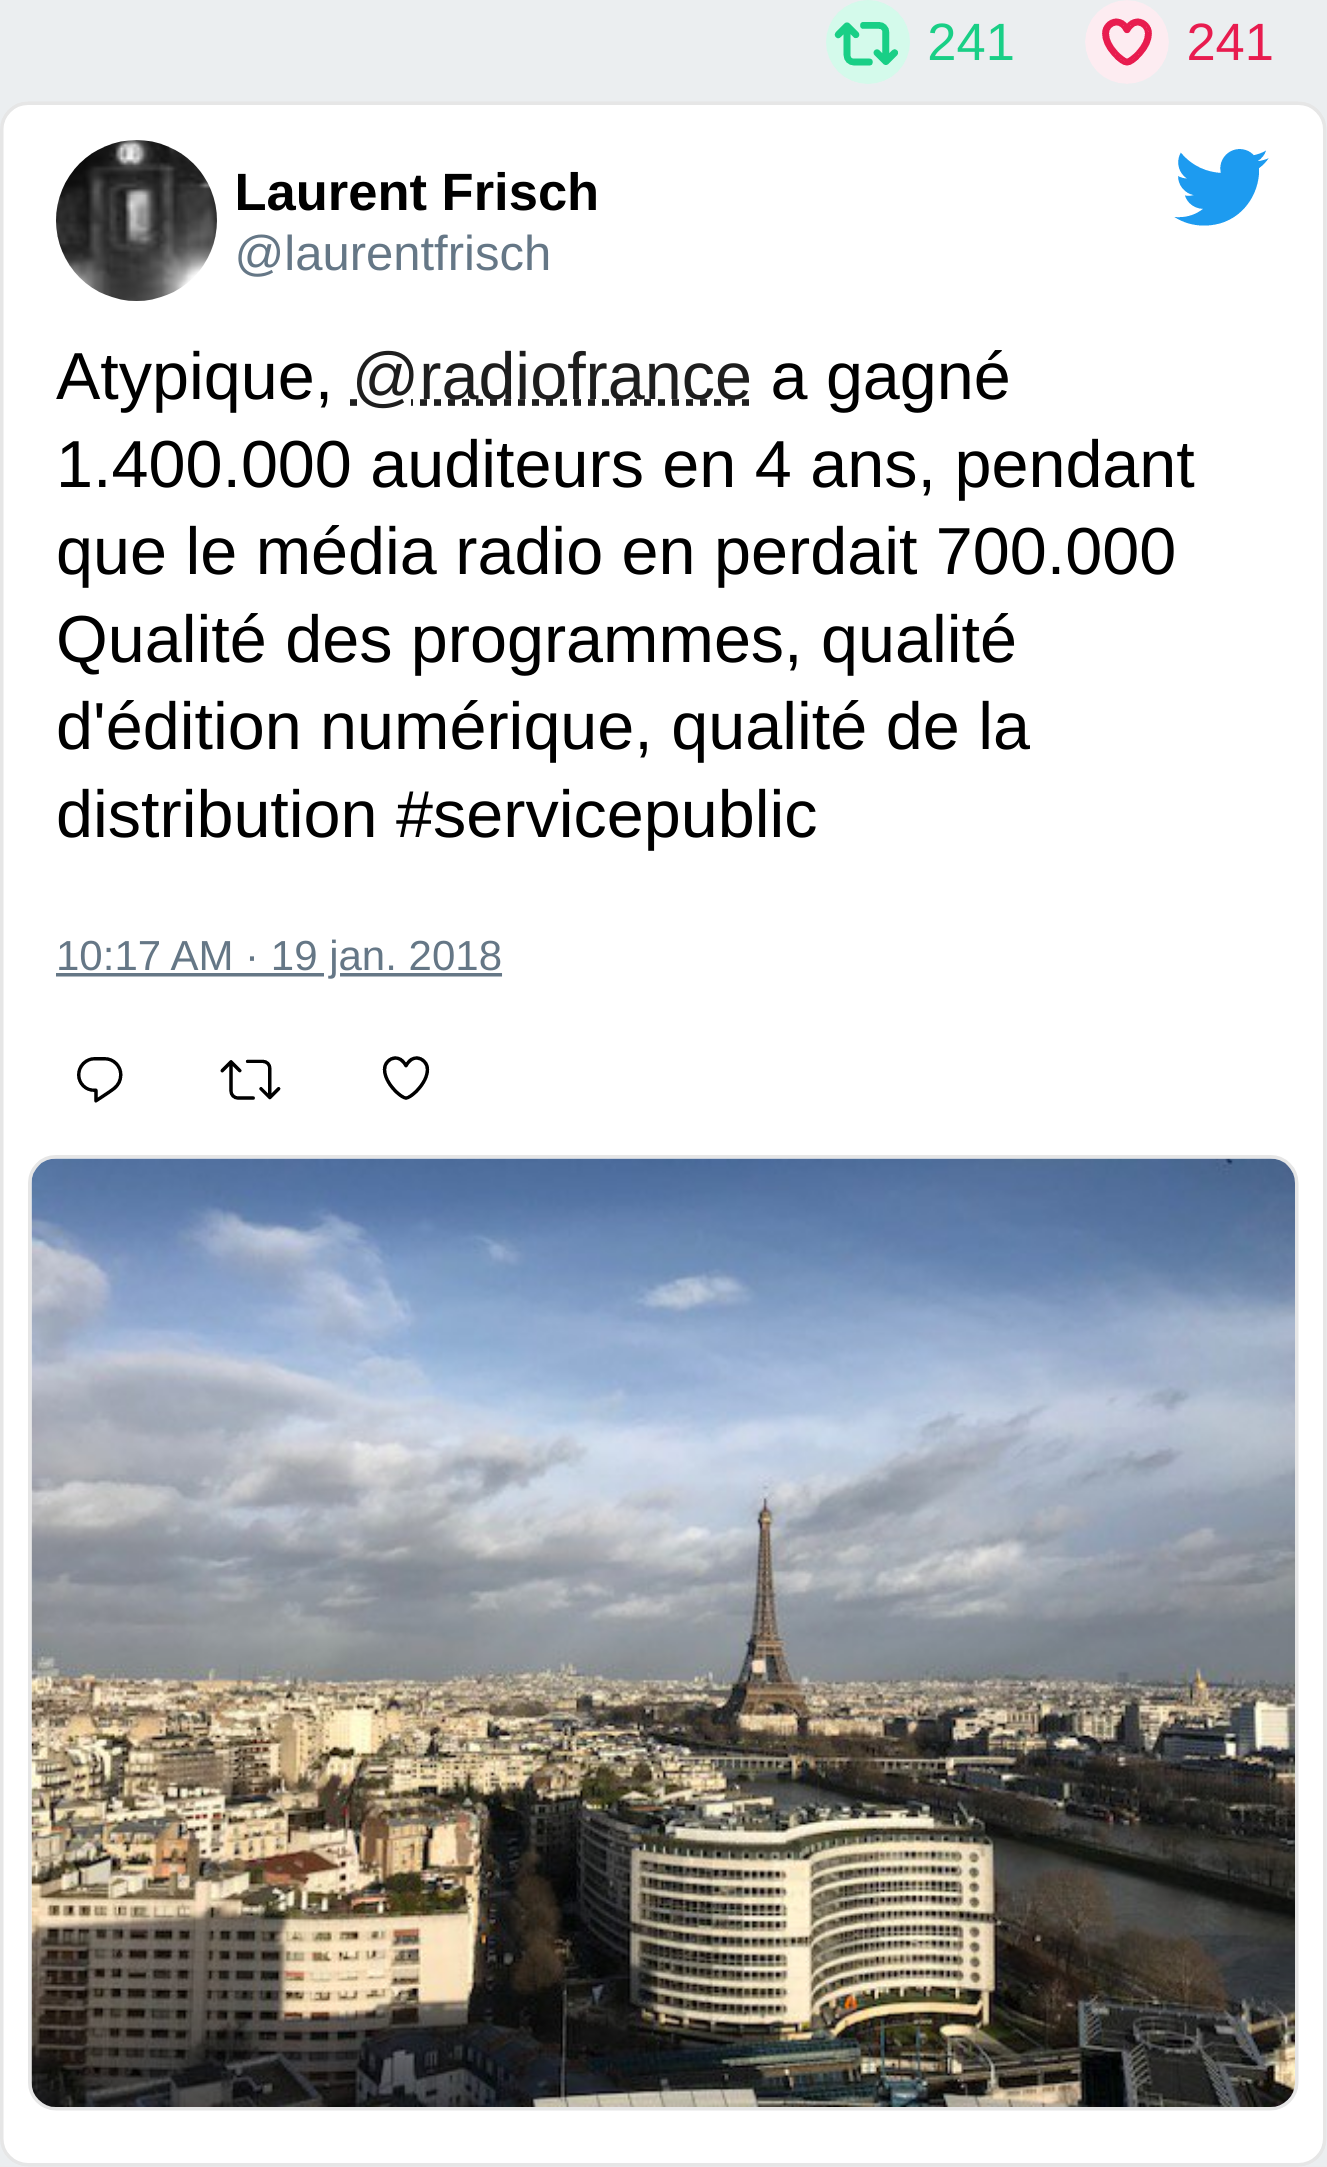 241 241
Laurent Frisch
@laurentfrisch
Atypique, @radiofrance a gagné
1.400.000 auditeurs en 4 ans, pendant
que le média radio en perdait 700.000
Qualité des programmes, qualité
d'édition numérique, qualité de la
distribution #servicepublic
10:17 AM · 19 jan. 2018